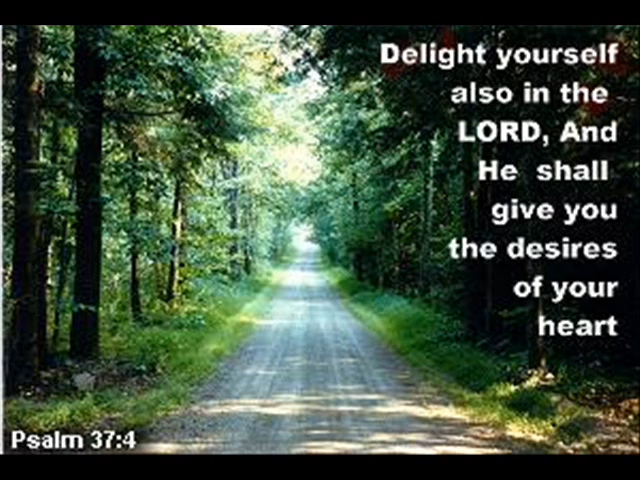 Delight yourself
also in the
LORD, And
He shall
give you
the desires
of your
heart
Psalm 37:4